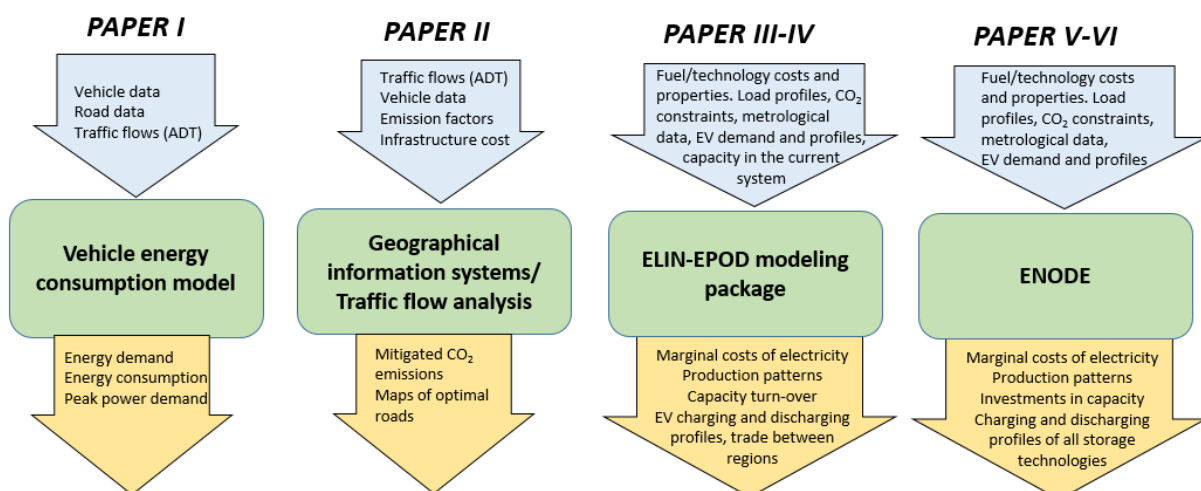 PAPER I
Vehicle data
Road data
Traffic flows (ADT)
Vehicle energy
consumption model
Energy demand
Energy consumption
Peak power demand
PAPER II
Traffic flows (ADT)
Vehicle data
Emission factors
Infrastructure cost
Geographical
information systems/
Traffic flow analysis
Mitigated CO₂
emissions
Maps of optimal
roads
PAPER III-IV
Fuel/technology costs and
properties. Load profiles, CO₂
constraints, metrological
data, EV demand and profiles,
capacity in the current
system
ELIN-EPOD modeling
package
Marginal costs of electricity
Production patterns
Capacity turn-over
EV charging and discharging
profiles, trade between
regions
PAPER V-VI
Fuel/technology costs
and properties. Load
profiles, CO₂ constraints,
metrological data,
EV demand and profiles
ENODE
Marginal costs of electricity
Production patterns
Investments in capacity
Charging and discharging
profiles of all storage
technologies